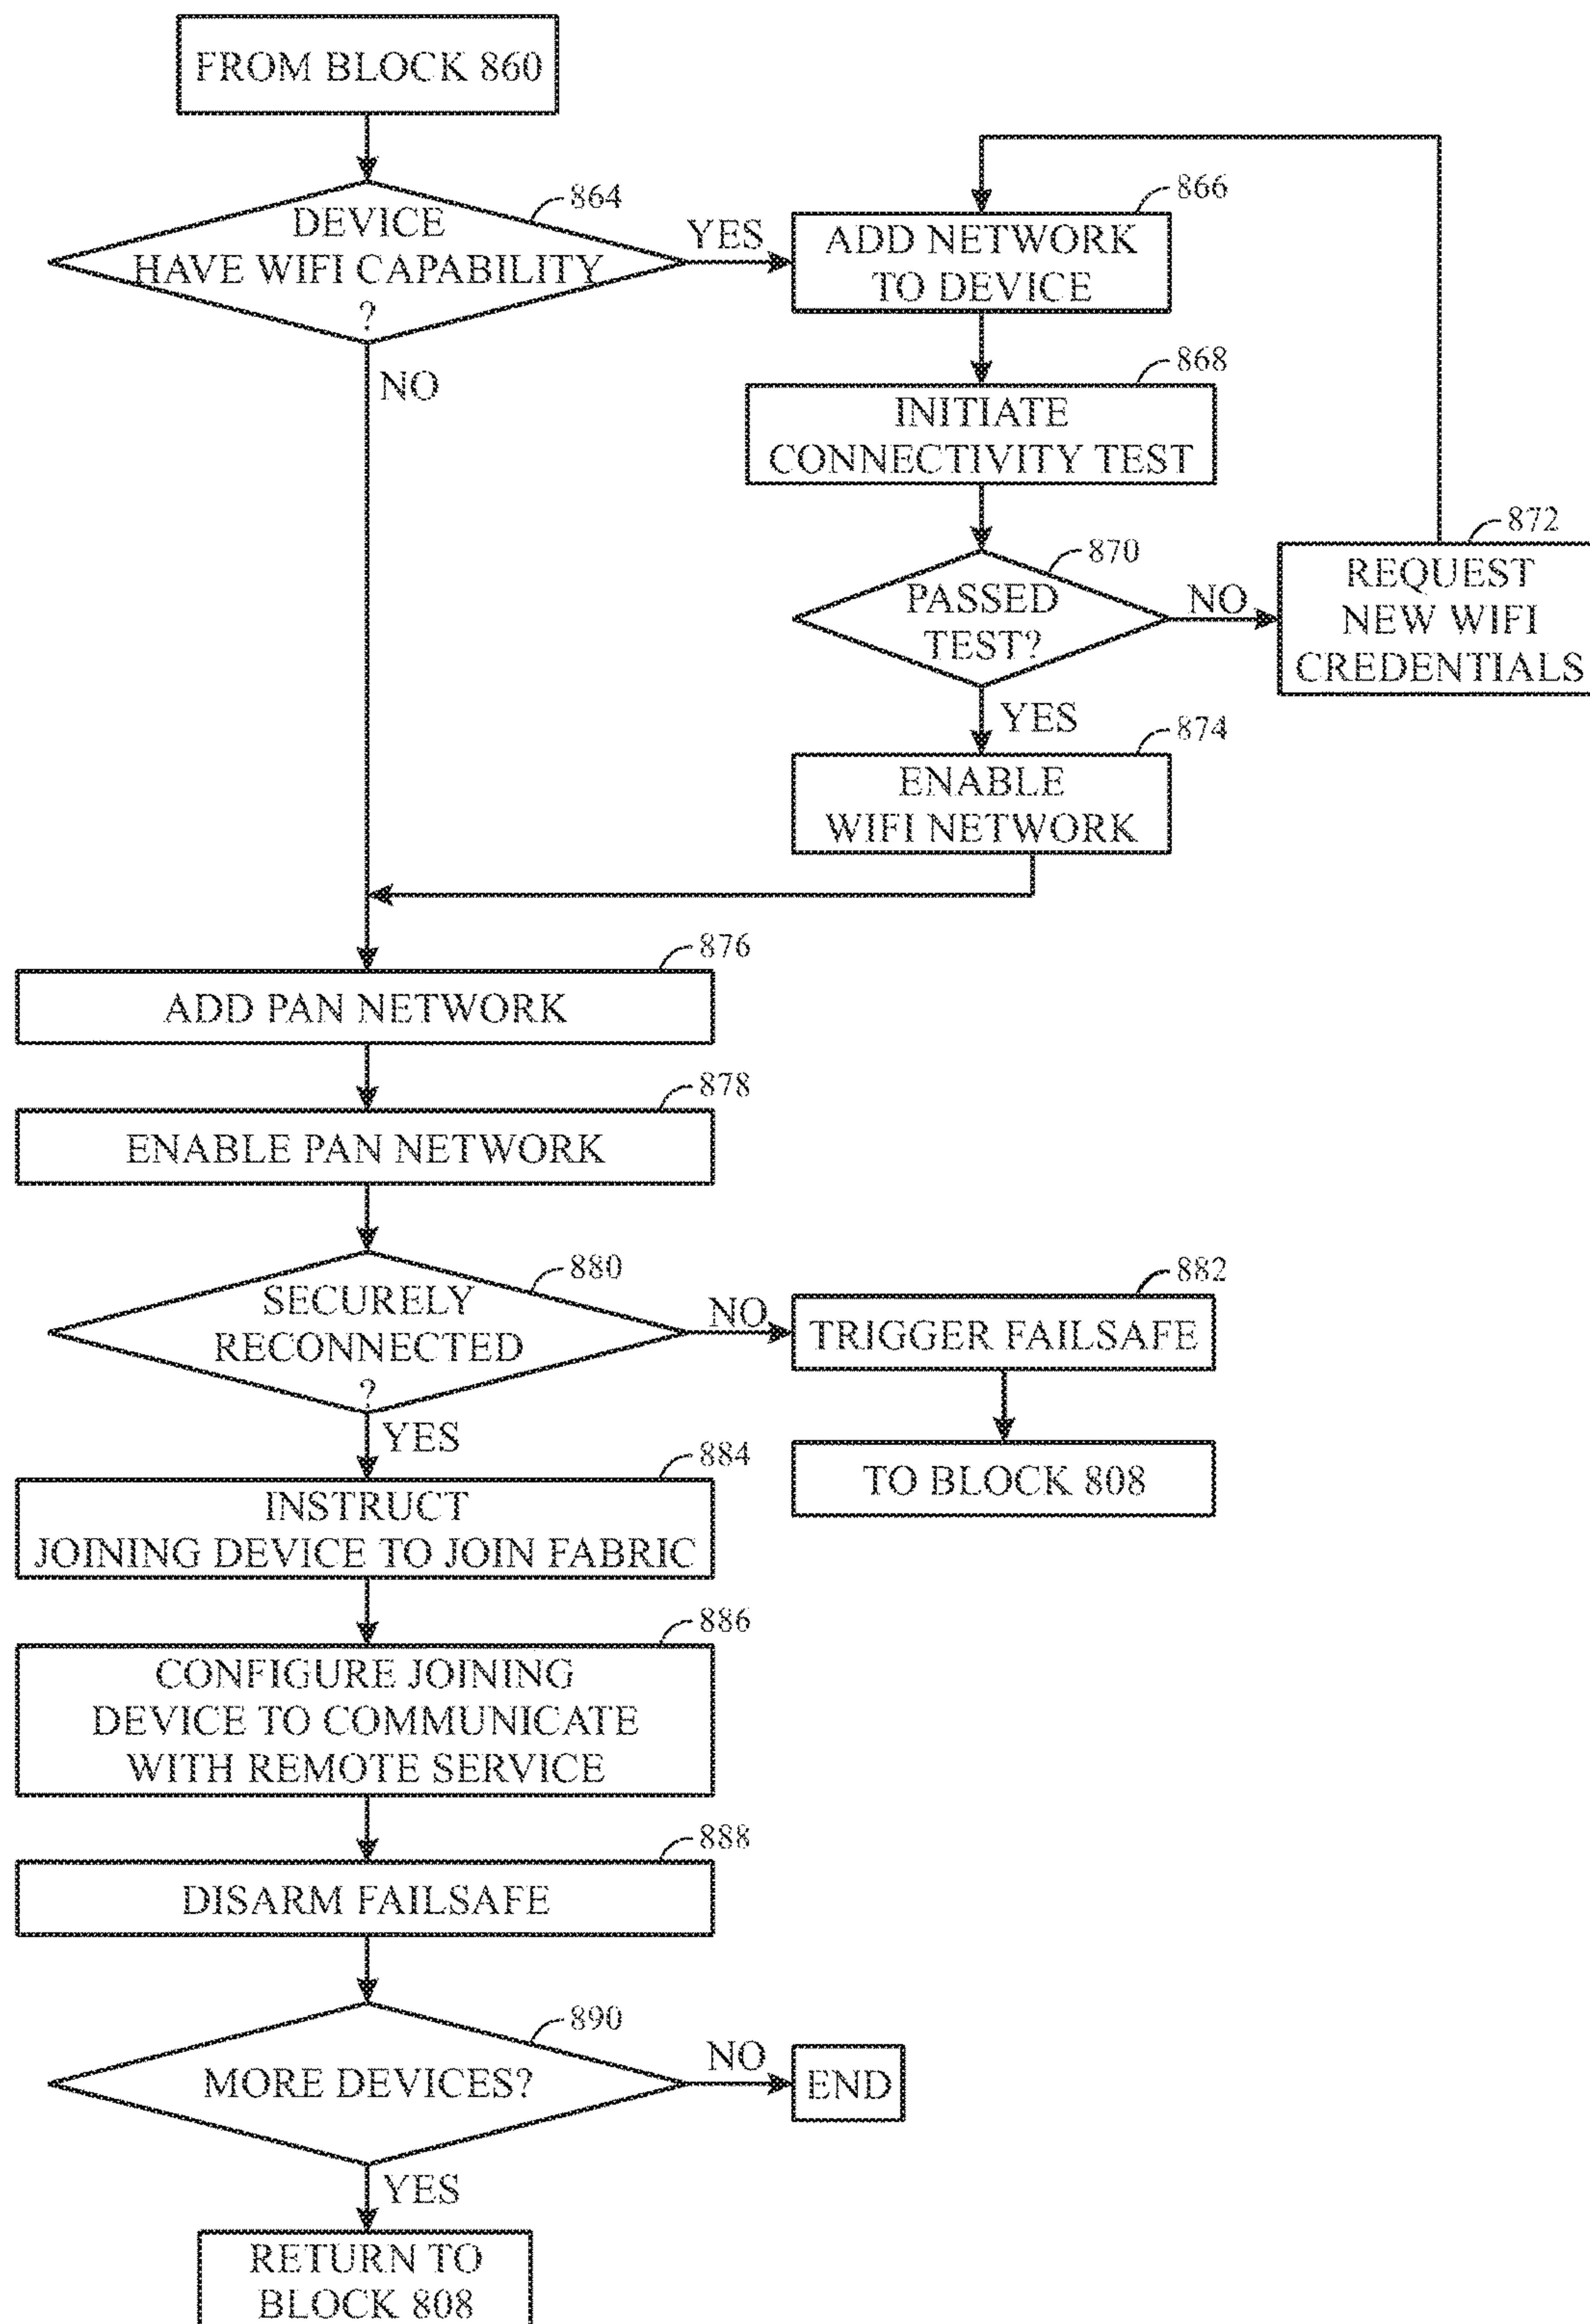 FROM BLOCK 860
864
DEVICE
HAVE WIFI CAPABILITY
?
YES
NO
866
ADD NETWORK
TO DEVICE
868
INITIATE
CONNECTIVITY TEST
870
PASSED
TEST?
NO
872
REQUEST
NEW WIFI
CREDENTIALS
YES
874
ENABLE
WIFI NETWORK
876
ADD PAN NETWORK
878
ENABLE PAN NETWORK
880
SECURELY
RECONNECTED
?
NO
882
TRIGGER FAILSAFE
TO BLOCK 808
YES
884
INSTRUCT
JOINING DEVICE TO JOIN FABRIC
886
CONFIGURE JOINING
DEVICE TO COMMUNICATE
WITH REMOTE SERVICE
888
DISARM FAILSAFE
890
MORE DEVICES?
NO
END
YES
RETURN TO
BLOCK 808